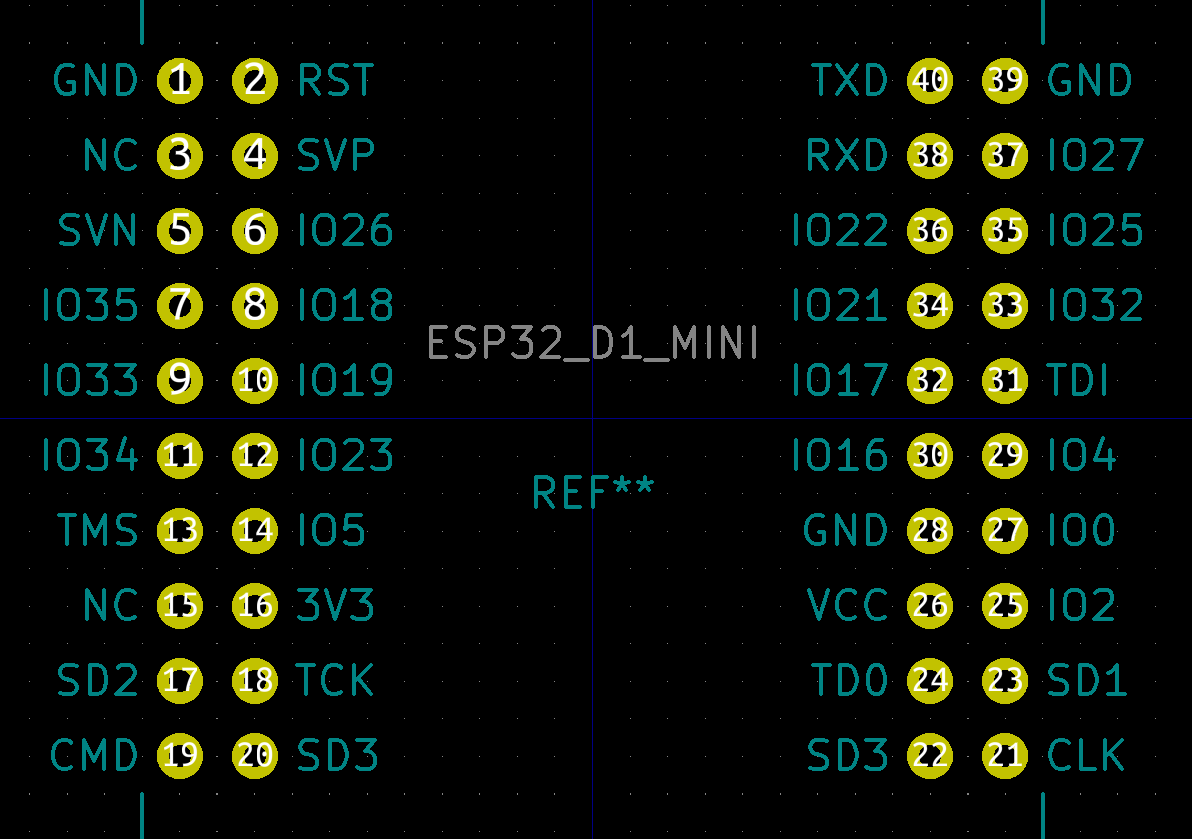 GND 1 2 RST TXD 40 39 GND
NC 3 4 SVP RXD 38 37 IO27
SVN 5 6 IO26 IO22 36 35 IO25
IO35 7 8 IO18 IO21 34 33 IO32
ESP32_D1_MINI
IO33 9 10 IO19 IO17 32 31 TDI
IO34 11 12 IO23 IO16 30 29 IO4
REF**
TMS 13 14 IO5 GND 28 27 IO0
NC 15 16 3V3 VCC 26 25 IO2
SD2 17 18 TCK TD0 24 23 SD1
CMD 19 20 SD3 SD3 22 21 CLK